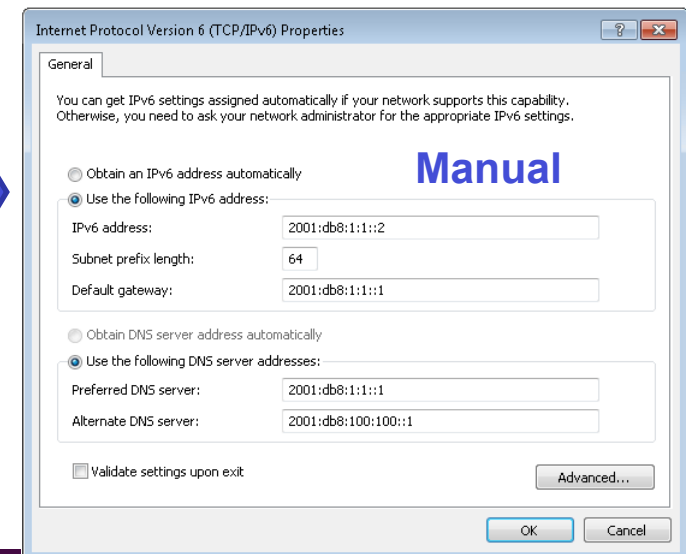 Internet Protocol Version 6 (TCP/IPv6) Properties
General
You can get IPv6 settings assigned automatically if your network supports this capability.
Otherwise, you need to ask your network administrator for the appropriate IPv6 settings.
Manual
Obtain an IPv6 address automatically
Use the following IPv6 address:
IPv6 address: 2001:db8:1:1::2
Subnet prefix length: 64
Default gateway: 2001:db8:1:1::1
Obtain DNS server address automatically
Use the following DNS server addresses:
Preferred DNS server: 2001:db8:1:1::1
Alternate DNS server: 2001:db8:100:100::1
Validate settings upon exit
Advanced...
OK Cancel